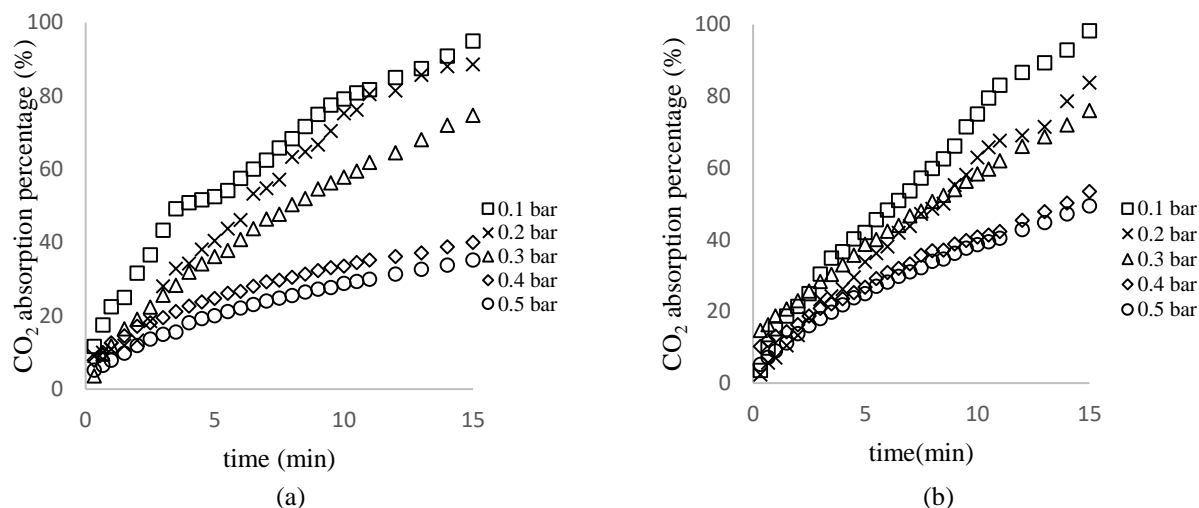 CO2 absorption percentage (%)
100
80
60
40
20
0
0 5 10 15
time (min)
0.1 bar
0.2 bar
0.3 bar
0.4 bar
0.5 bar
(a)
CO2 absorption percentage (%)
100
80
60
40
20
0
0 5 10 15
time(min)
0.1 bar
0.2 bar
0.3 bar
0.4 bar
0.5 bar
(b)